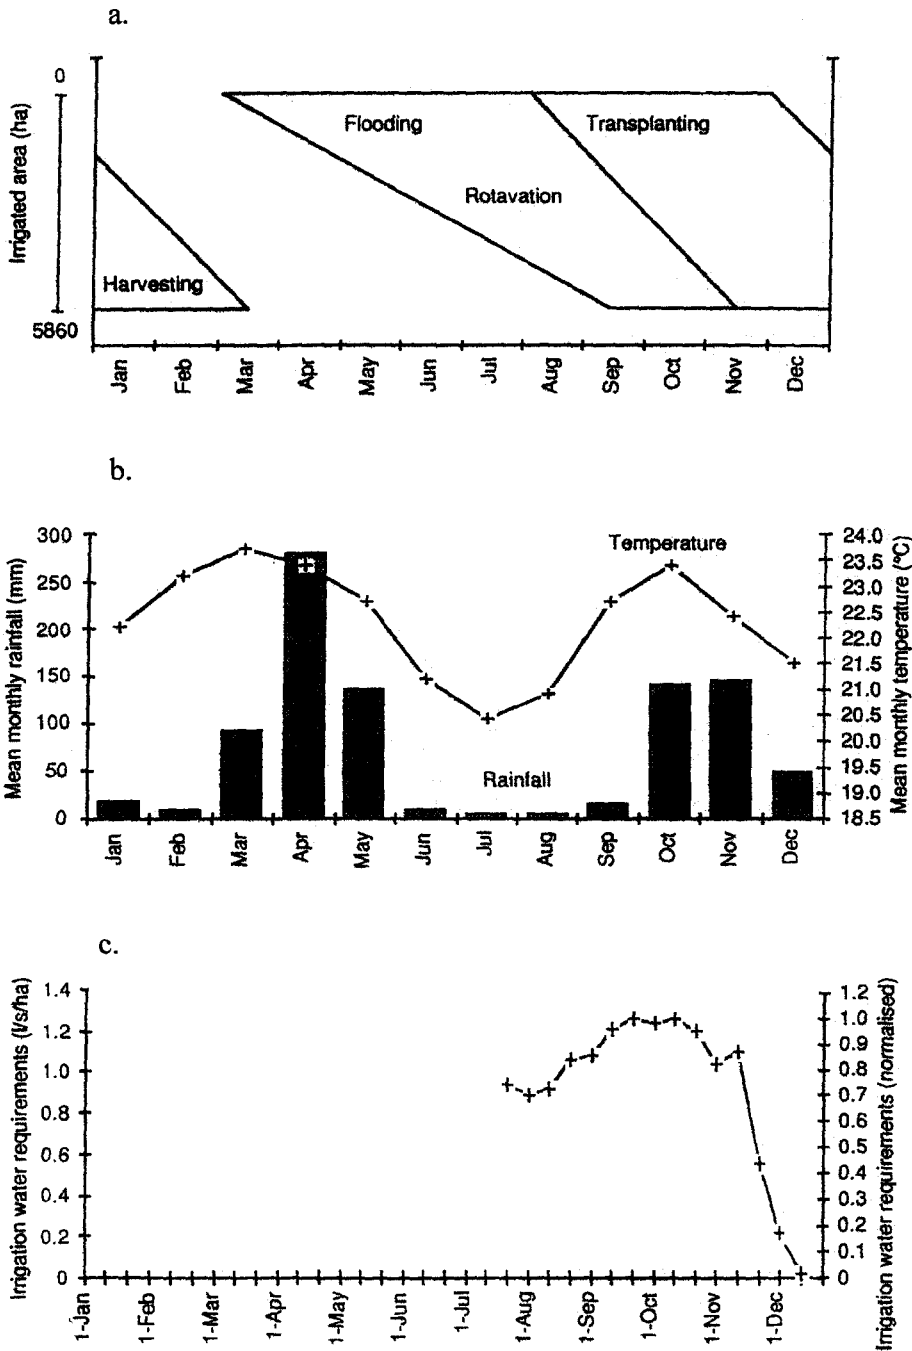 a.
Irrigated area (ha)
0
5860
Flooding
Transplanting
Rotavation
Harvesting
Jan Feb Mar Apr May Jun Jul Aug Sep Oct Nov Dec
b.
Mean monthly rainfall (mm)
300
250
200
150
100
50
0
Temperature
Rainfall
24.0
23.5
23.0
22.5
22.0
21.5
21.0
20.5
20.0
19.5
19.0
18.5
Mean monthly temperature (°C)
Jan Feb Mar Apr May Jun Jul Aug Sep Oct Nov Dec
c.
Irrigation water requirements (l/s/ha)
1.4
1.2
1.0
0.8
0.6
0.4
0.2
0
1.2
1.0
0.9
0.8
0.7
0.6
0.5
0.4
0.3
0.2
0.1
0
Irrigation water requirements (normalised)
1-Jan 1-Feb 1-Mar 1-Apr 1-May 1-Jun 1-Jul 1-Aug 1-Sep 1-Oct 1-Nov 1-Dec